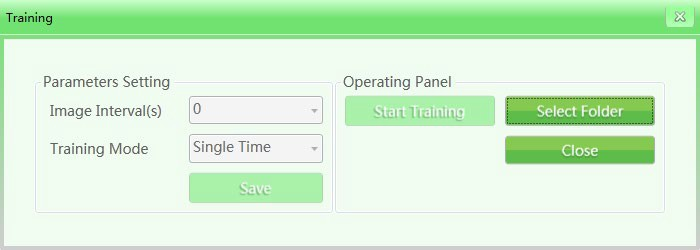 Training
Parameters Setting
Image Interval(s)
0
Training Mode
Single Time
Save
Operating Panel
Start Training
Select Folder
Close